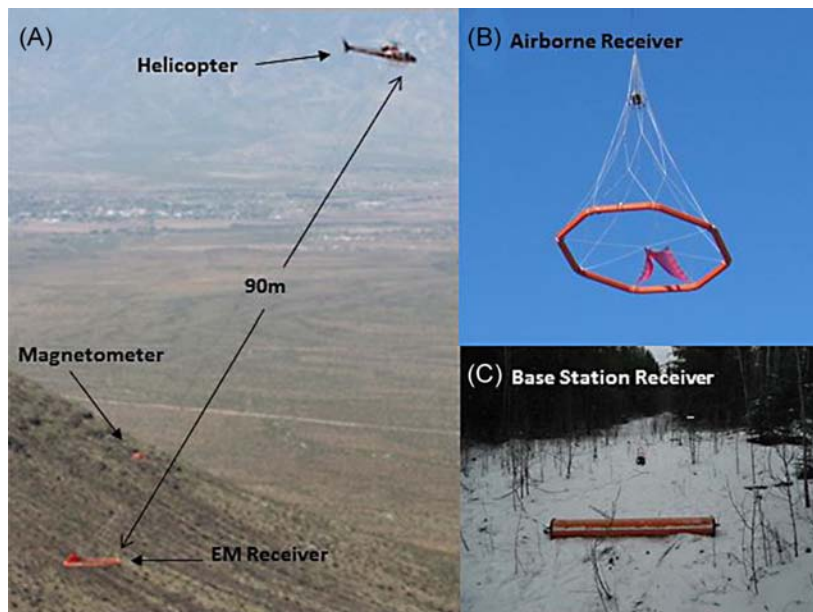 (A)
Helicopter
90m
Magnetometer
EM Receiver
(B) Airborne Receiver
(C) Base Station Receiver